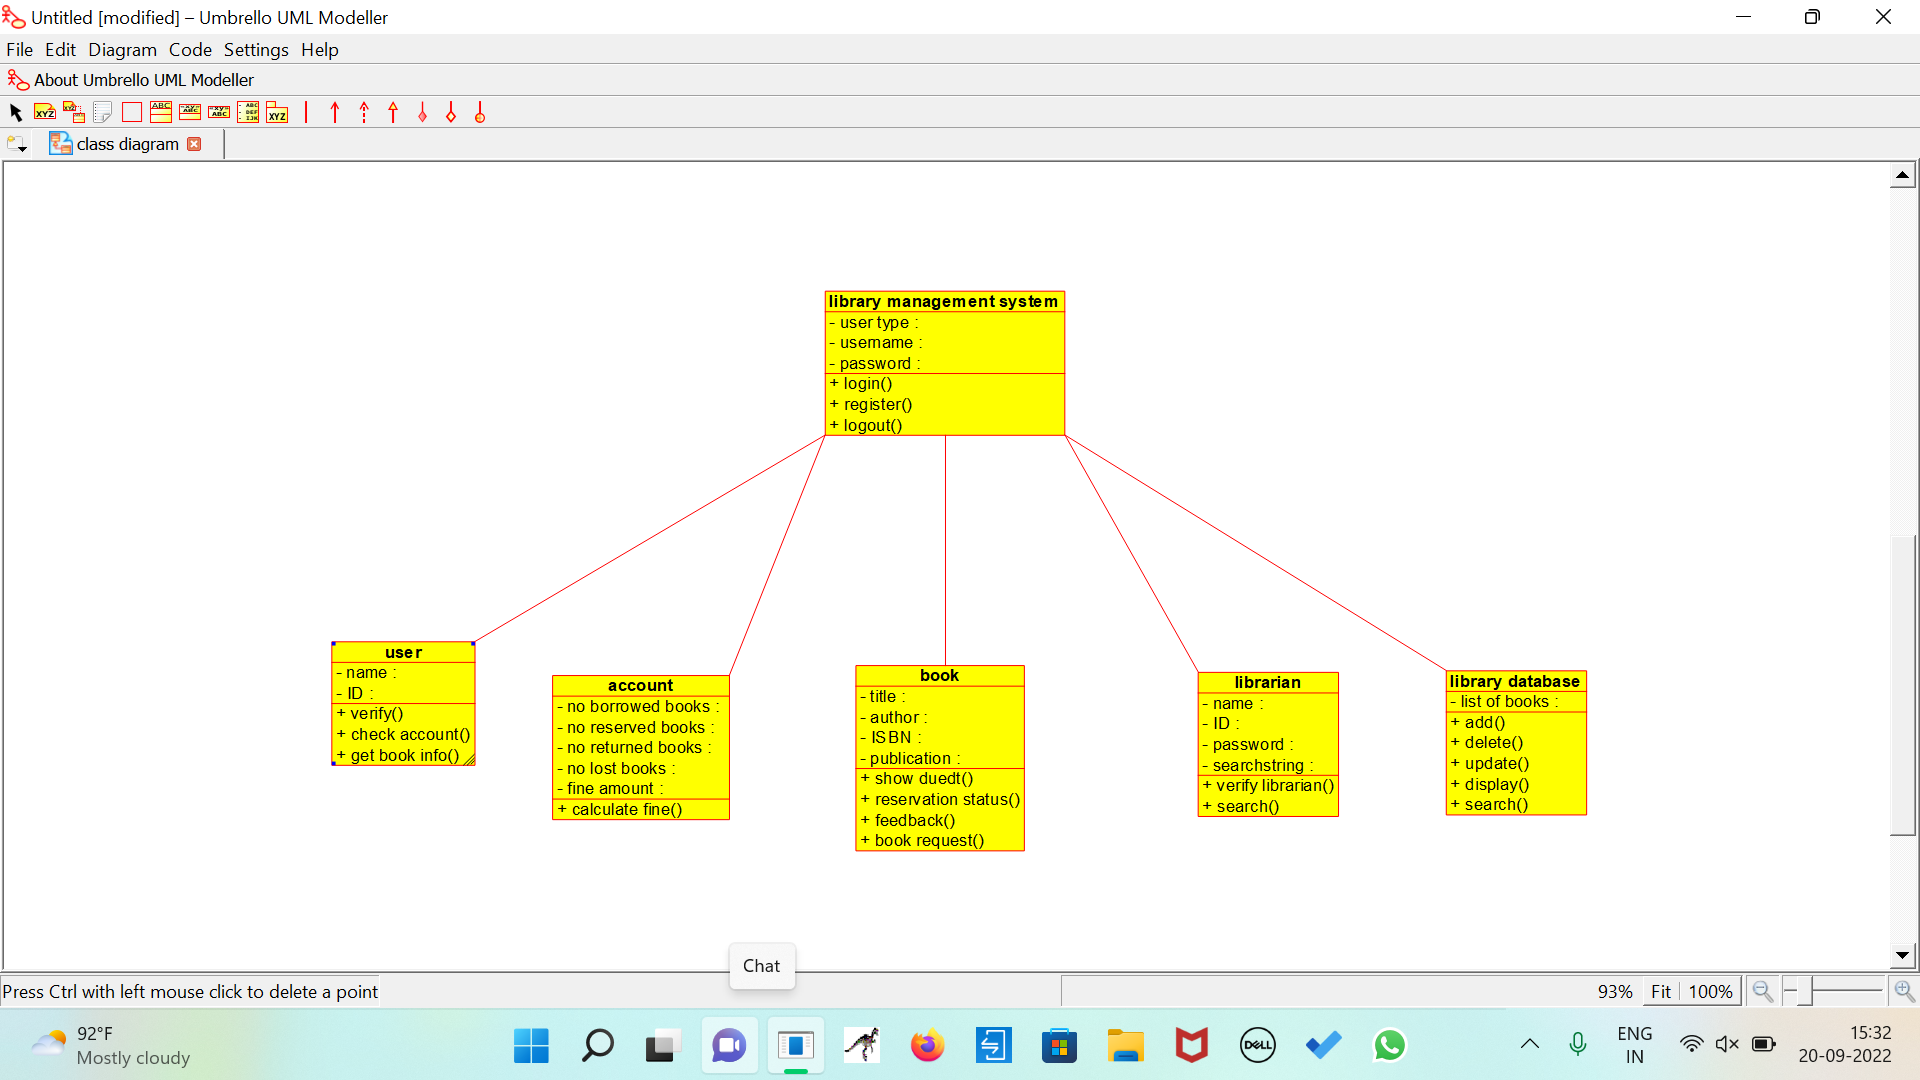 Untitled [modified] – Umbrello UML Modeller
File Edit Diagram Code Settings Help
About Umbrello UML Modeller
class diagram
library management system
- user type :
- username :
- password :
+ login()
+ register()
+ logout()
user
- name :
- ID :
+ verify()
+ check account()
+ get book info()
account
- no borrowed books :
- no reserved books :
- no returned books :
- no lost books :
- fine amount :
+ calculate fine()
book
- title :
- author :
- ISBN :
- publication :
+ show duedt()
+ reservation status()
+ feedback()
+ book request()
librarian
- name :
- ID :
- password :
- searchstring :
+ verify librarian()
+ search()
library database
- list of books :
+ add()
+ delete()
+ update()
+ display()
+ search()
Chat
Press Ctrl with left mouse click to delete a point
93% Fit 100%
92°F
Mostly cloudy
DELL
ENG
IN
15:32
20-09-2022